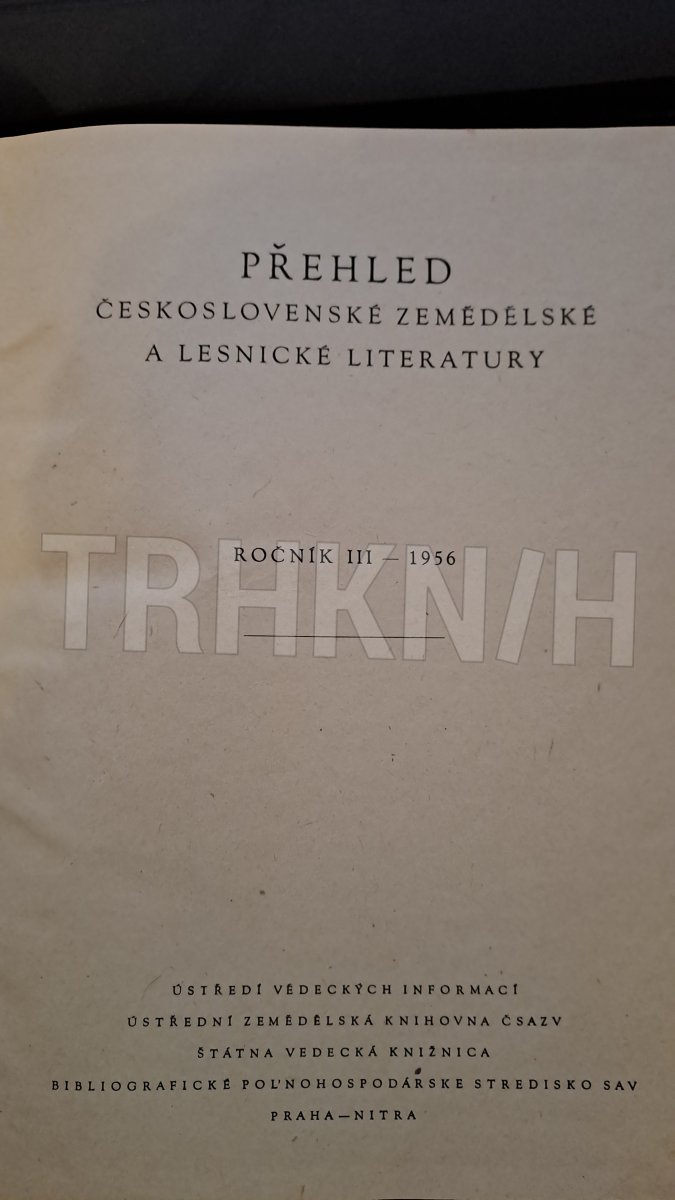 PŘEHLED
ČESKOSLOVENSKÉ ZEMĚDĚLSKÉ
A LESNICKÉ LITERATURY
ROČNÍK III — 1956
TRHKN/H
ÚSTŘEDÍ VĚDECKÝCH INFORMACÍ
ÚSTŘEDNÍ ZEMĚDĚLSKÁ KNIHOVNA ČSAZV
ŠTÁTNA VEDECKÁ KNIŽNICA
BIBLIOGRAFICKÉ POĽNOHOSPODÁRSKE STREDISKO SAV
PRAHA—NITRA